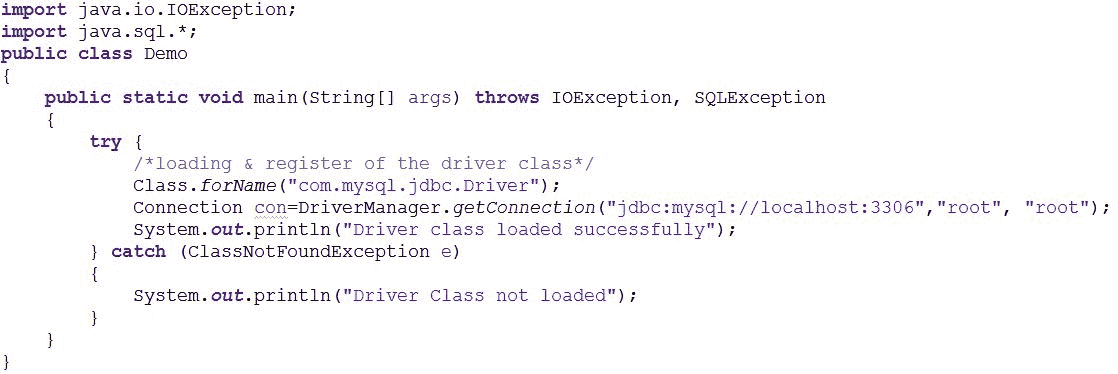 import java.io.IOException;
import java.sql.*;
public class Demo
{
    public static void main(String[] args) throws IOException, SQLException
    {
        try {
            /*loading & register of the driver class*/
            Class.forName("com.mysql.jdbc.Driver");
            Connection con=DriverManager.getConnection("jdbc:mysql://localhost:3306","root", "root");
            System.out.println("Driver class loaded successfully");
        } catch (ClassNotFoundException e)
        {
            System.out.println("Driver Class not loaded");
        }
    }
}